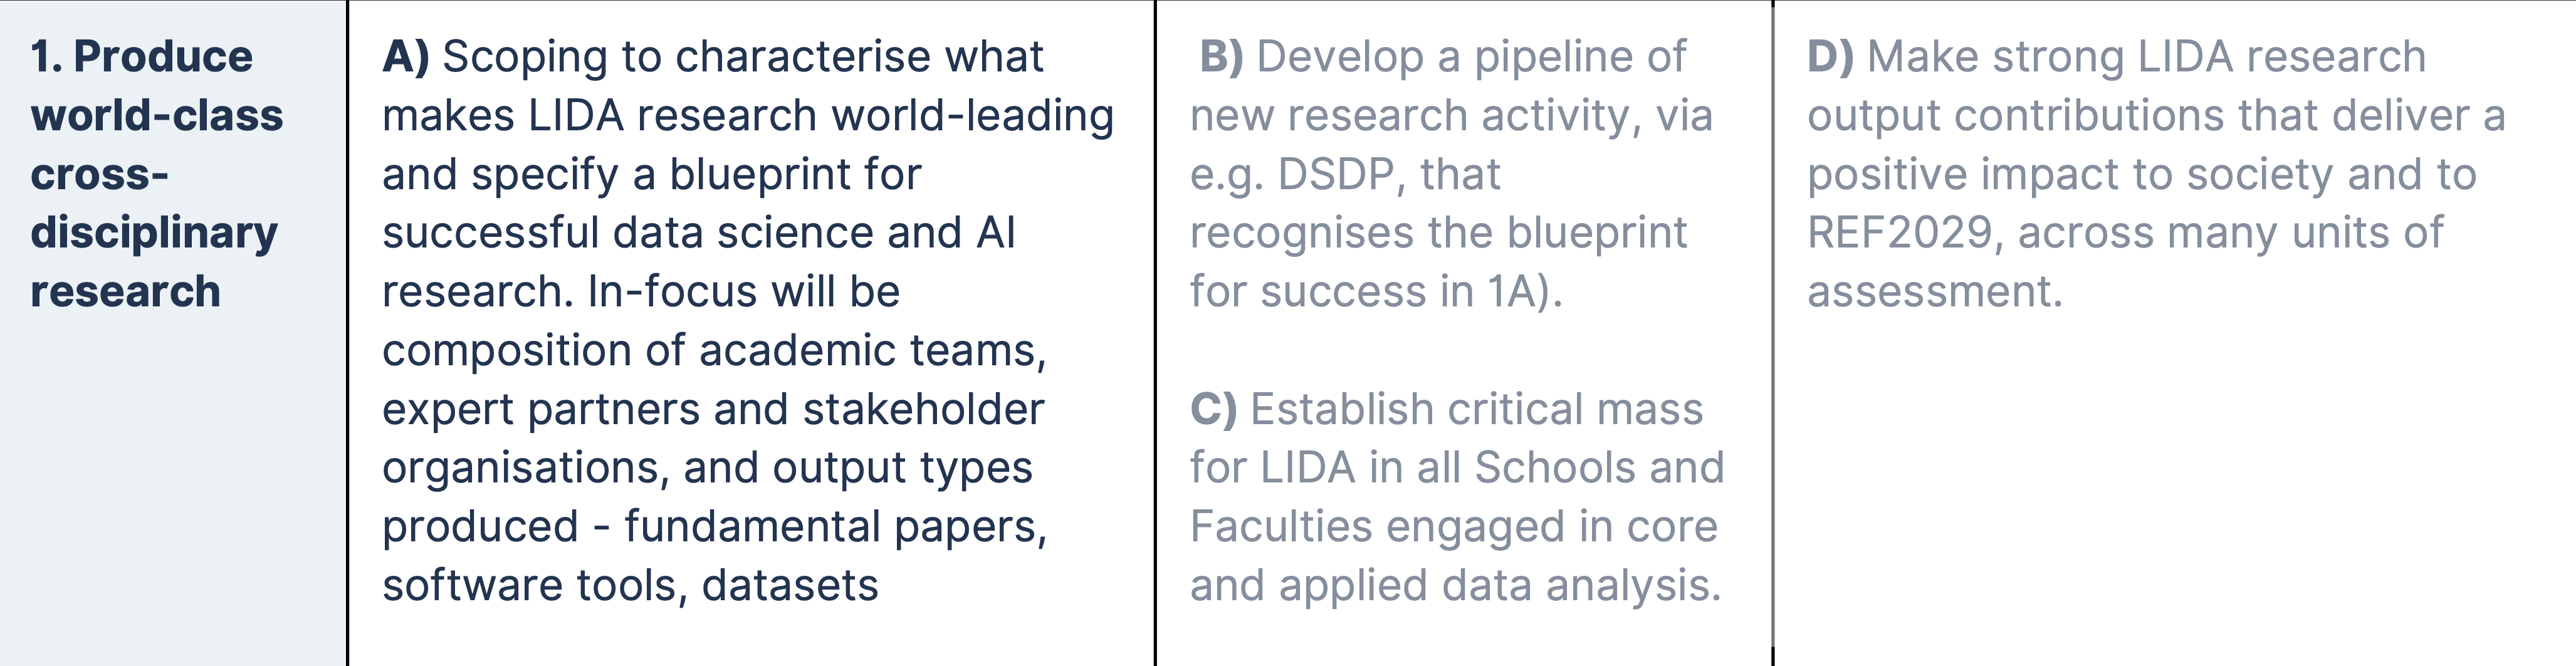 1. Produce
world-class
cross-
disciplinary
research
A) Scoping to characterise what
makes LIDA research world-leading
and specify a blueprint for
successful data science and AI
research. In-focus will be
composition of academic teams,
expert partners and stakeholder
organisations, and output types
produced - fundamental papers,
software tools, datasets
B) Develop a pipeline of
new research activity, via
e.g. DSDP, that
recognises the blueprint
for success in 1A).
C) Establish critical mass
for LIDA in all Schools and
Faculties engaged in core
and applied data analysis.
D) Make strong LIDA research
output contributions that deliver a
positive impact to society and to
REF2029, across many units of
assessment.